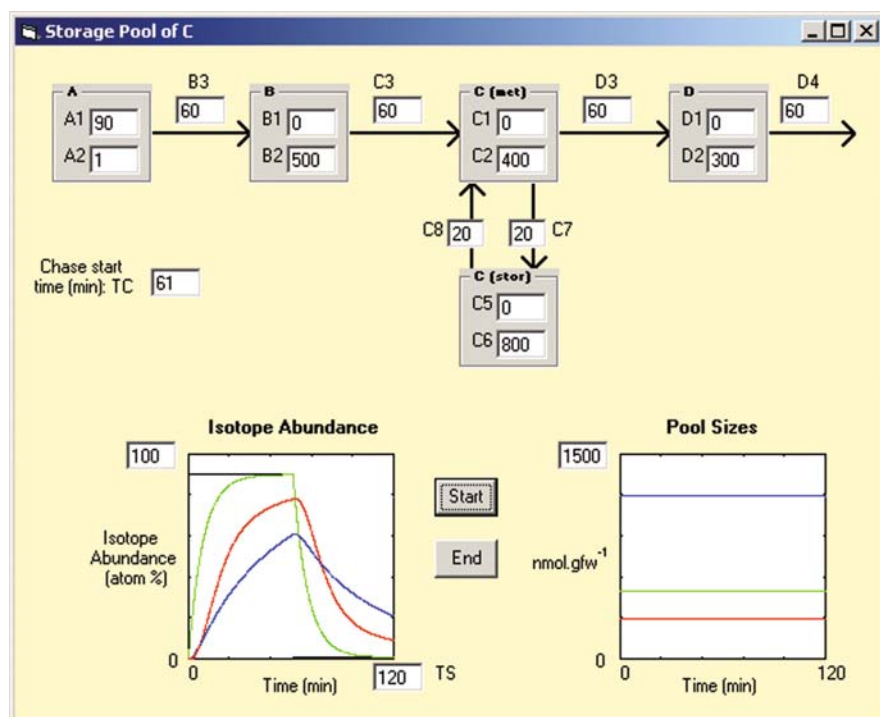 Storage Pool of C
B3 C3 D3 D4
A B C (met) D
60 60 60 60
A1 90 B1 0 C1 0 D1 0
A2 1 B2 500 C2 400 D2 300
C8 20 20 C7
Chase start
time (min): TC 61
C (stor)
C5 0
C6 800
Isotope Abundance
100
Isotope
Abundance
(atom %)
0
0
Time (min)
120 TS
Start
End
Pool Sizes
1500
nmol.gfw-1
0
0 120
Time (min)